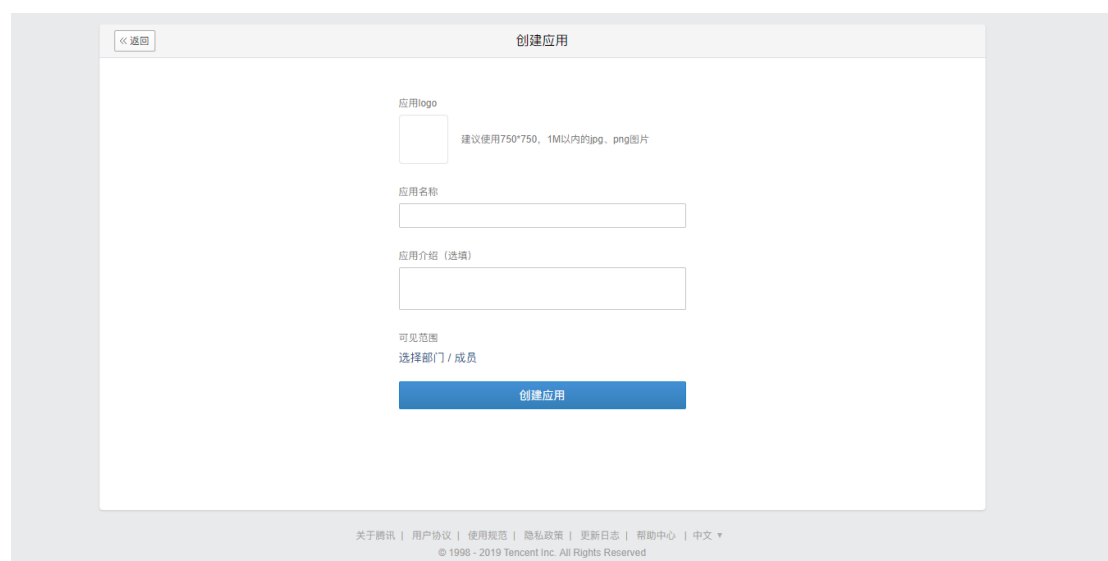 返回
创建应用
应用logo
建议使用750*750，1M以内的jpg、png图片
应用名称
应用介绍（选填）
可见范围
选择部门 / 成员
创建应用
关于腾讯 | 用户协议 | 使用规范 | 隐私政策 | 更新日志 | 帮助中心 | 中文
© 1998 - 2019 Tencent Inc. All Rights Reserved